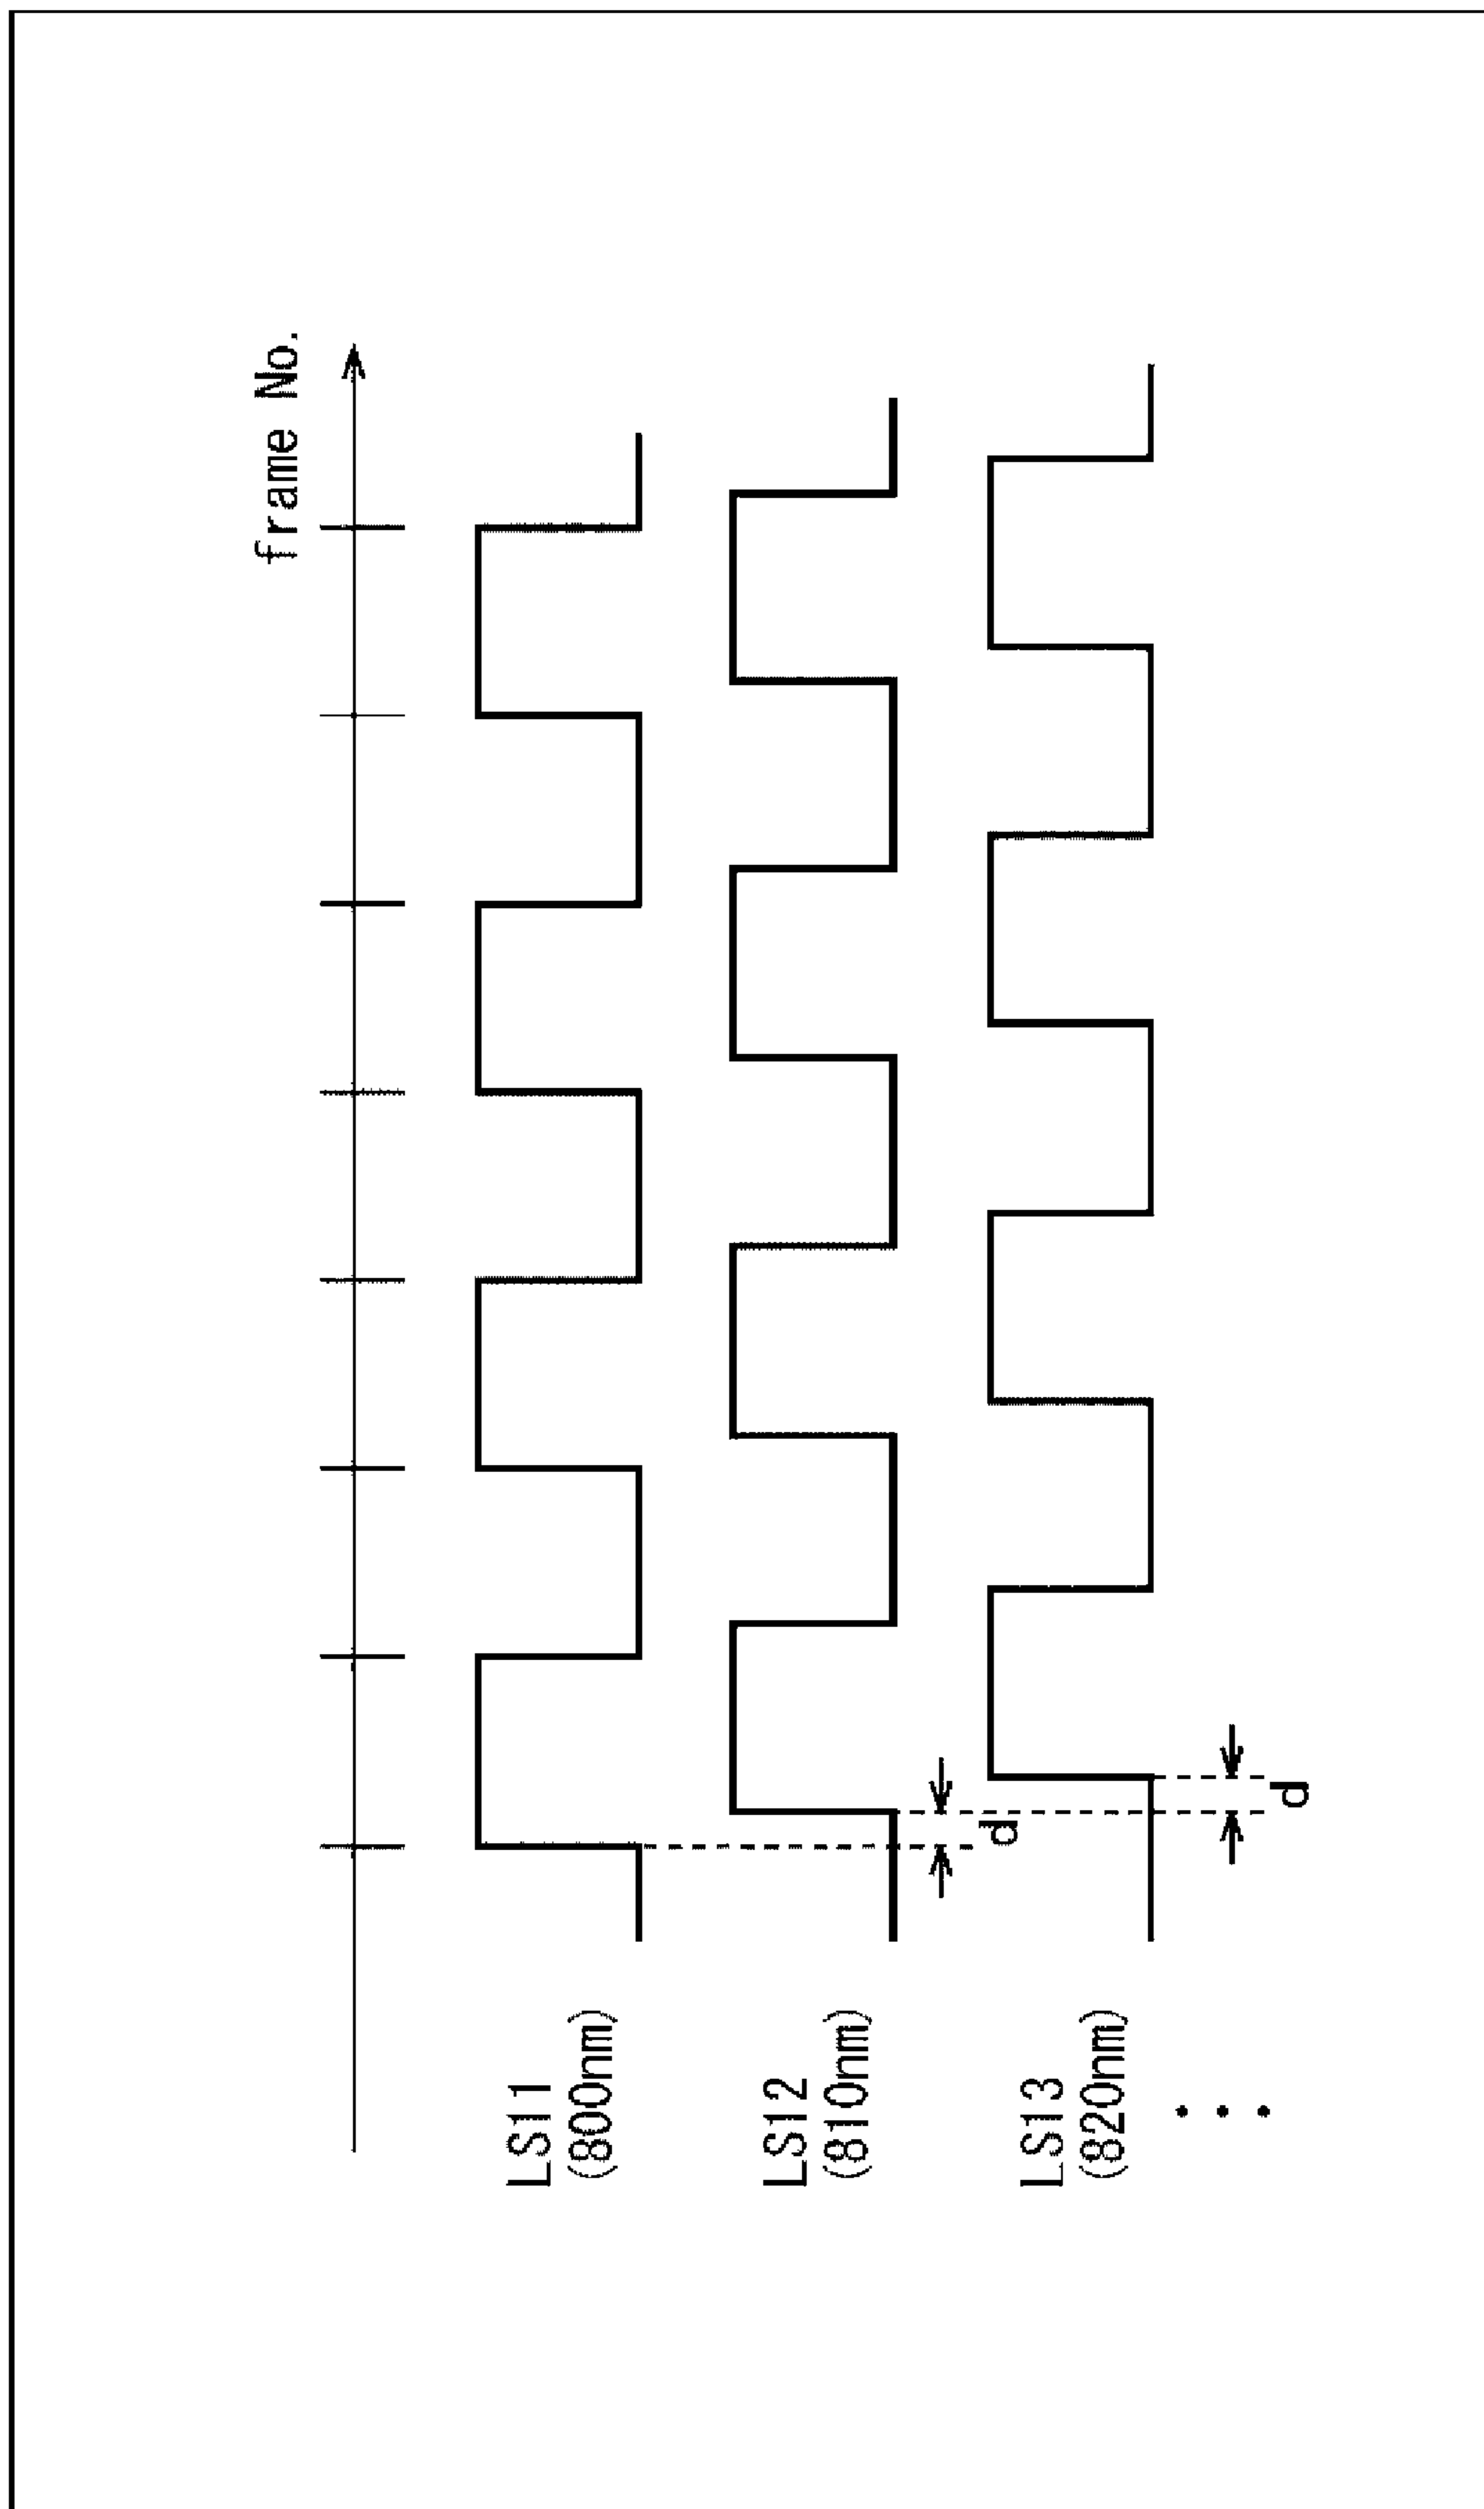 frame No.
LS11
(800nm)
LS12
(810nm)
d
LS13
(820nm)
d